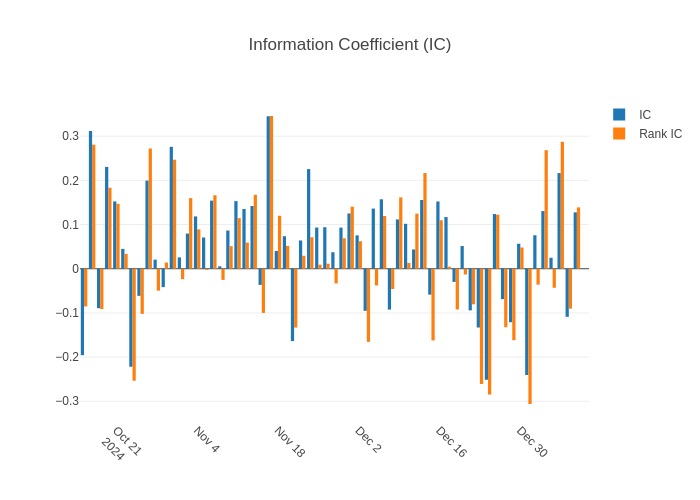 Information Coefficient (IC)
IC
Rank IC
0.3
0.2
0.1
0
−0.1
−0.2
−0.3
Oct 21
2024
Nov 4
Nov 18
Dec 2
Dec 16
Dec 30